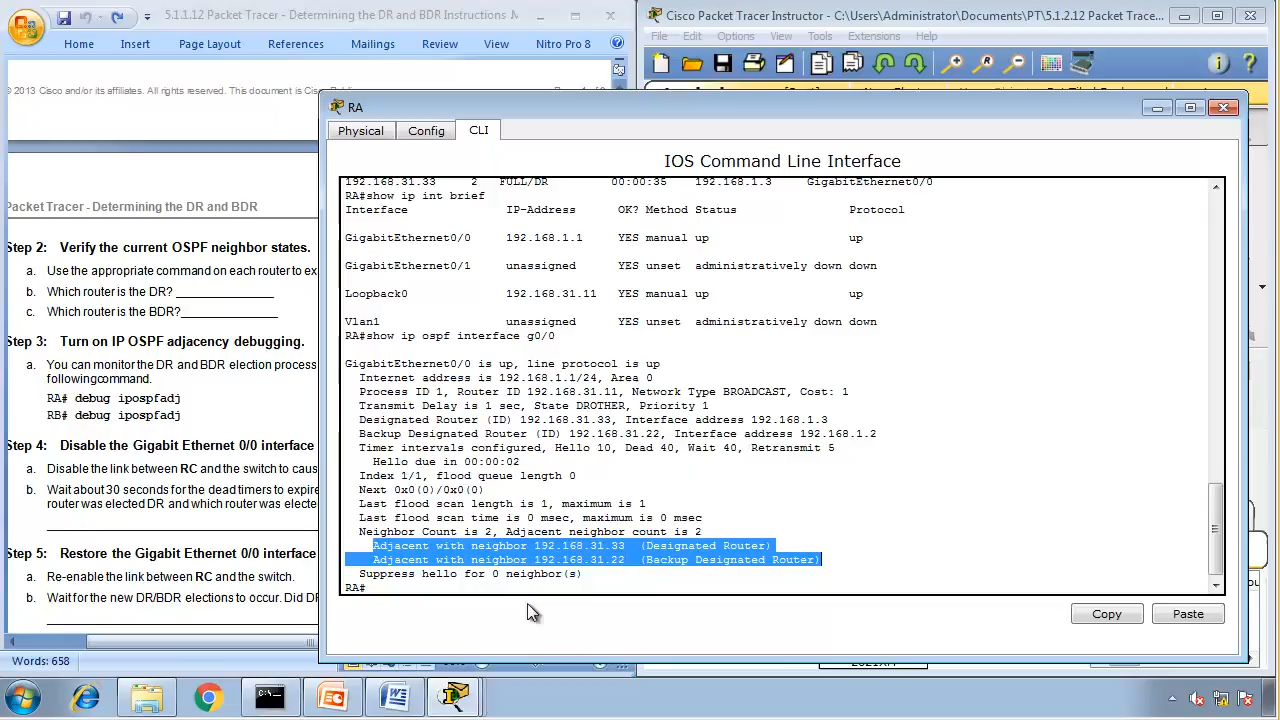 5.1.1.12 Packet Tracer - Determining the DR and BDR Instructions
Home Insert Page Layout References Mailings Review View Nitro Pro 8
© 2013 Cisco and/or its affiliates. All rights reserved. This document is Cisco
Packet Tracer - Determining the DR and BDR
Step 2: Verify the current OSPF neighbor states.
a. Use the appropriate command on each router to ex
b. Which router is the DR? _______________
c. Which router is the BDR?_______________
Step 3: Turn on IP OSPF adjacency debugging.
a. You can monitor the DR and BDR election process
followingcommand.
RA# debug ipospfadj
RB# debug ipospfadj
Step 4: Disable the Gigabit Ethernet 0/0 interface
a. Disable the link between RC and the switch to caus
b. Wait about 30 seconds for the dead timers to expire
router was elected DR and which router was electe
Step 5: Restore the Gigabit Ethernet 0/0 interface
a. Re-enable the link between RC and the switch.
b. Wait for the new DR/BDR elections to occur. Did DF
Words: 658
Cisco Packet Tracer Instructor - C:\Users\Administrator\Documents\PT\5.1.2.12 Packet Trac...
File Edit Options View Tools Extensions Help
RA
Physical Config CLI
IOS Command Line Interface
192.168.31.33 2 FULL/DR 00:00:35 192.168.1.3 GigabitEthernet0/0
RA#show ip int brief
Interface IP-Address OK? Method Status Protocol
GigabitEthernet0/0 192.168.1.1 YES manual up up
GigabitEthernet0/1 unassigned YES unset administratively down down
Loopback0 192.168.31.11 YES manual up up
Vlan1 unassigned YES unset administratively down down
RA#show ip ospf interface g0/0
GigabitEthernet0/0 is up, line protocol is up
Internet address is 192.168.1.1/24, Area 0
Process ID 1, Router ID 192.168.31.11, Network Type BROADCAST, Cost: 1
Transmit Delay is 1 sec, State DROTHER, Priority 1
Designated Router (ID) 192.168.31.33, Interface address 192.168.1.3
Backup Designated Router (ID) 192.168.31.22, Interface address 192.168.1.2
Timer intervals configured, Hello 10, Dead 40, Wait 40, Retransmit 5
Hello due in 00:00:02
Index 1/1, flood queue length 0
Next 0x0(0)/0x0(0)
Last flood scan length is 1, maximum is 1
Last flood scan time is 0 msec, maximum is 0 msec
Neighbor Count is 2, Adjacent neighbor count is 2
Adjacent with neighbor 192.168.31.33 (Designated Router)
Adjacent with neighbor 192.168.31.22 (Backup Designated Router)
Suppress hello for 0 neighbor(s)
RA#
Copy Paste